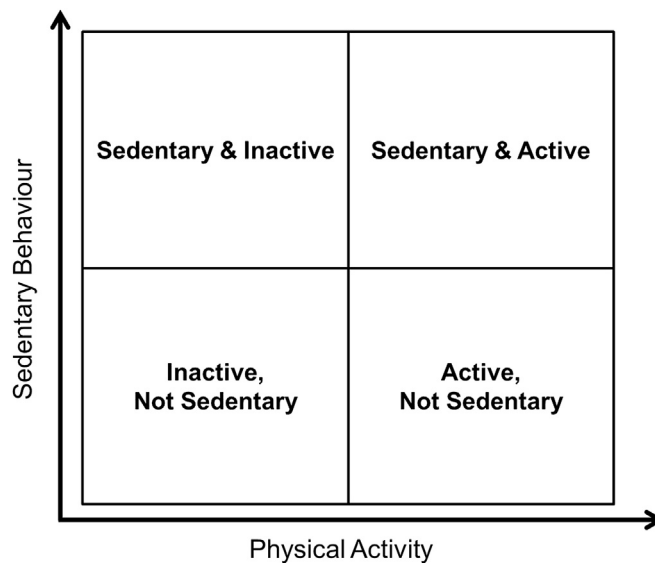 Sedentary Behaviour
Sedentary & Inactive
Sedentary & Active
Inactive,
Not Sedentary
Active,
Not Sedentary
Physical Activity